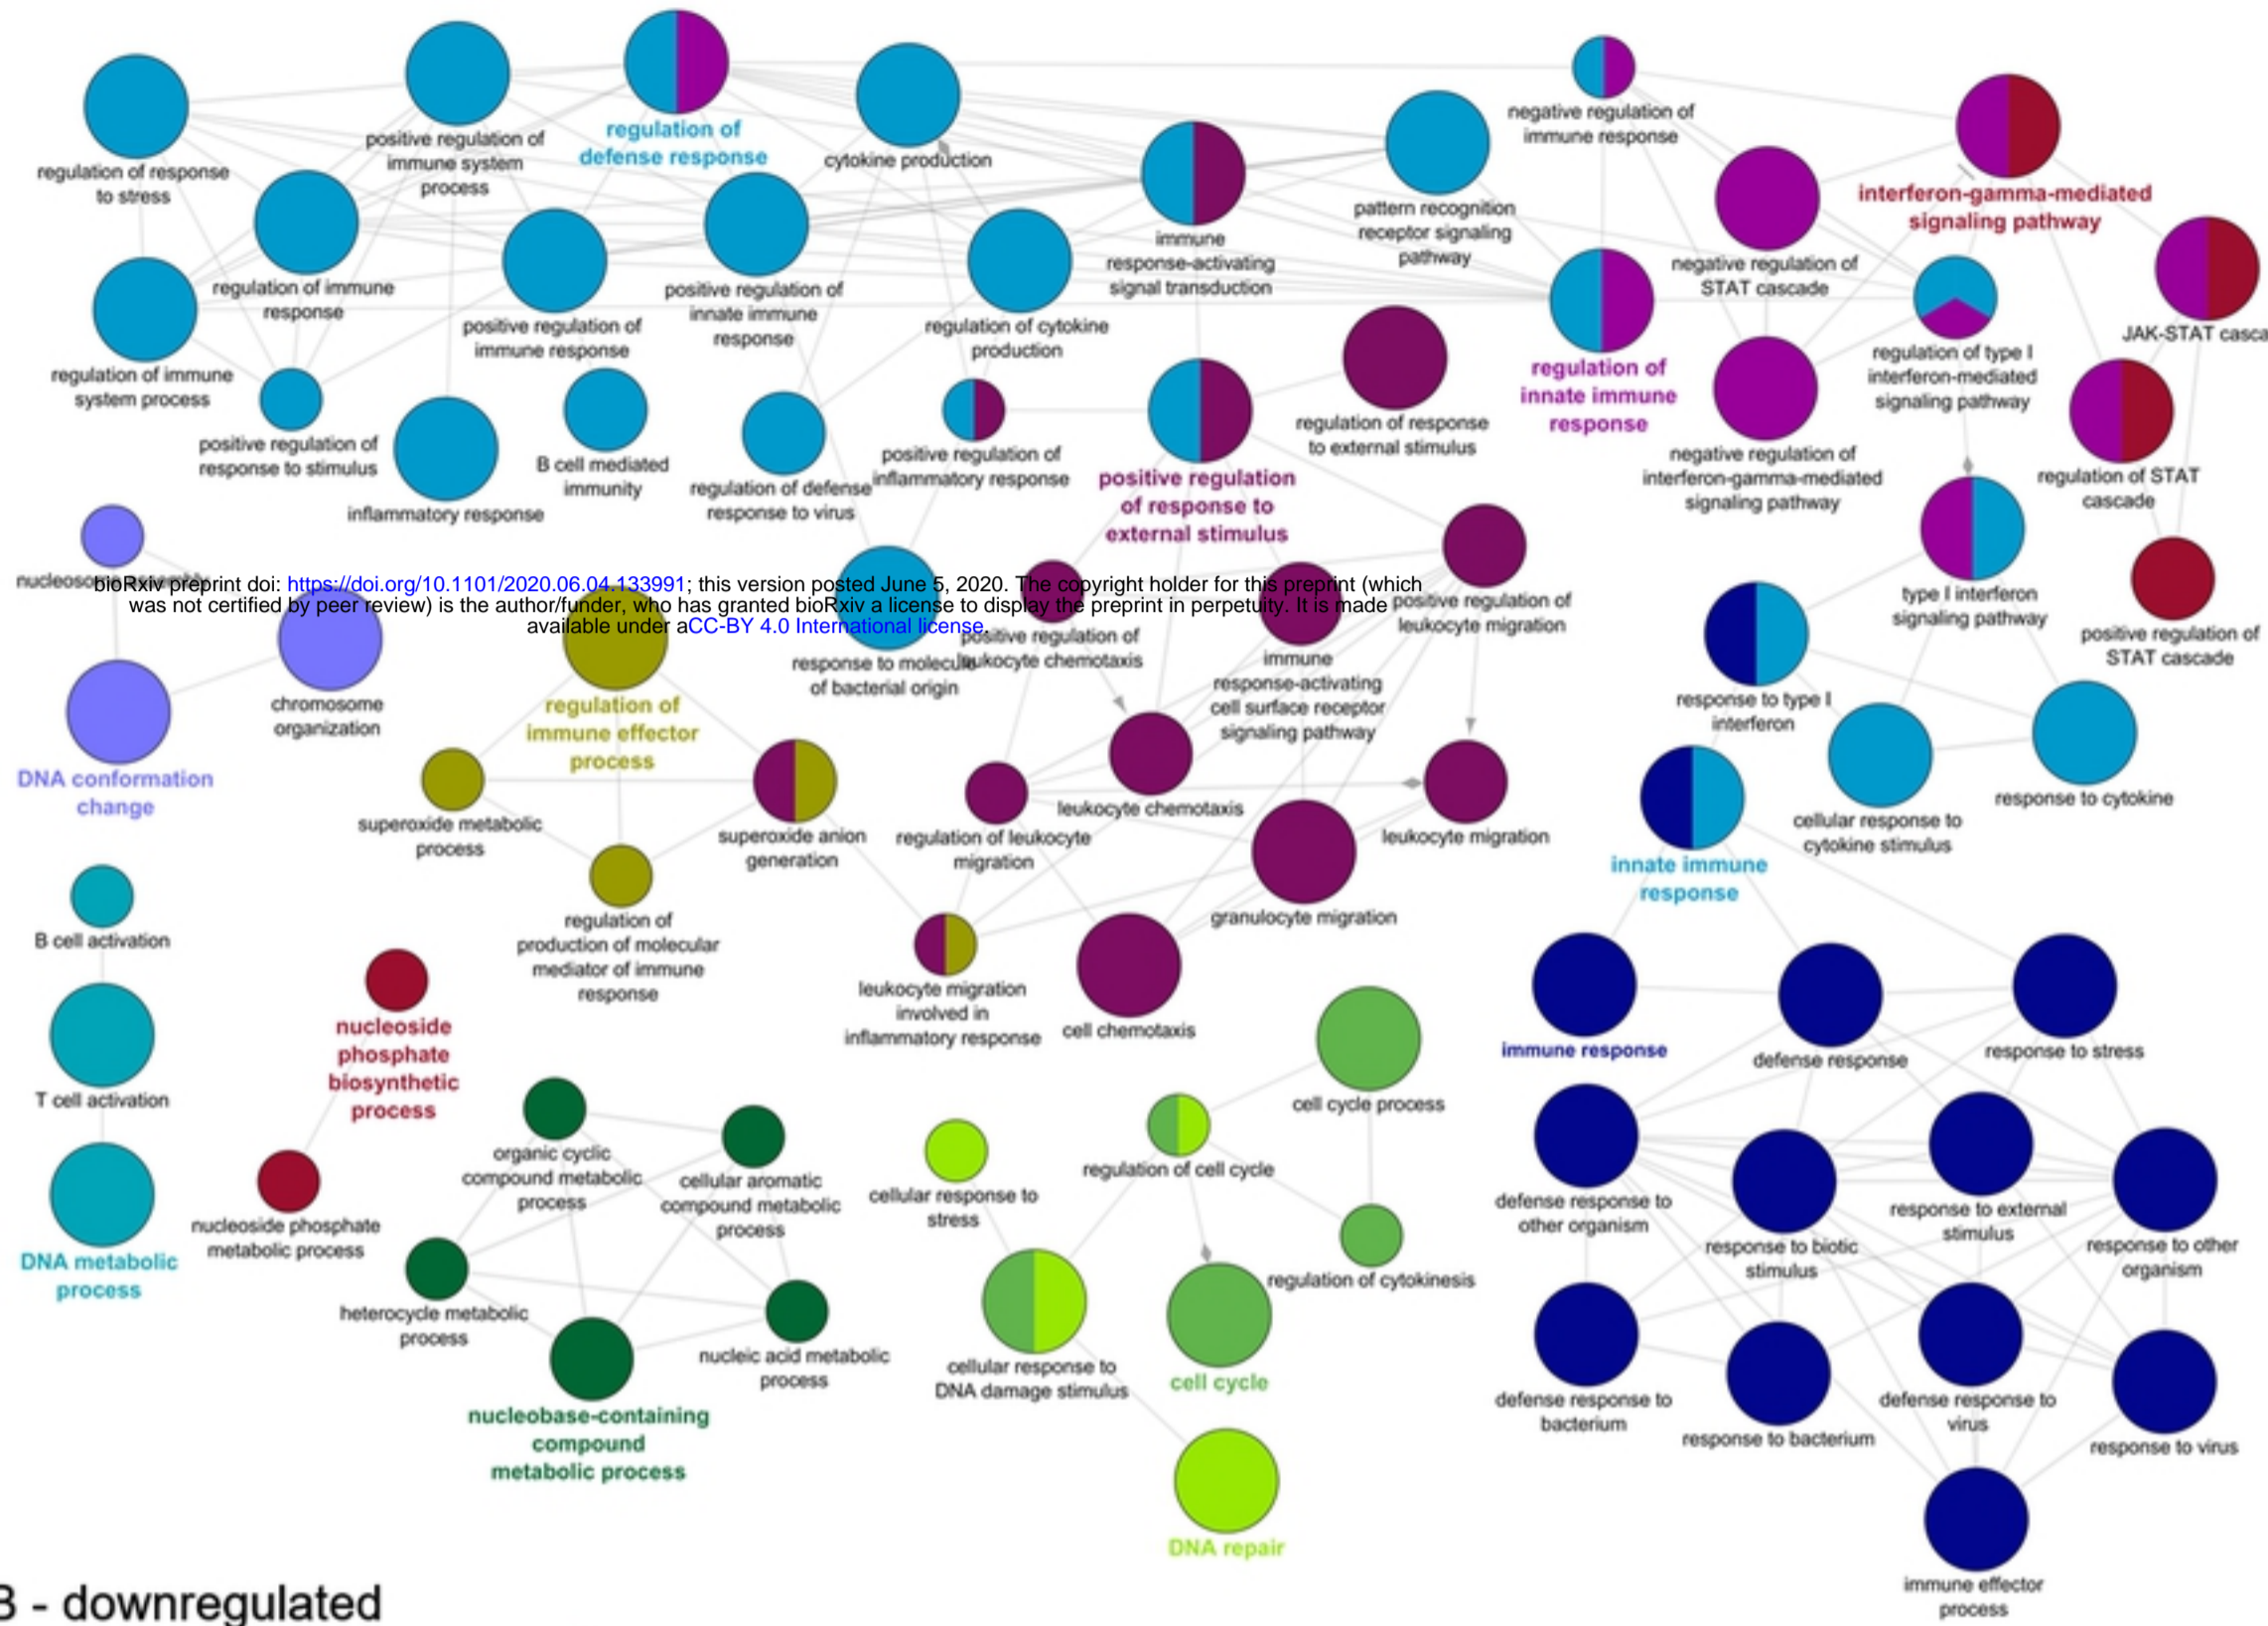 regulation of response
to stress
positive regulation of
immune system
process
regulation of
defense response
cytokine production
immune
response-activating
signal transduction
pattern recognition
receptor signaling
pathway
negative regulation of
immune response
interferon-gamma-mediated
signaling pathway
negative regulation of
STAT cascade
JAK-STAT casca
regulation of immune
response
positive regulation of
immune response
positive regulation of
innate immune
response
regulation of cytokine
production
regulation of
innate immune
response
regulation of type I
interferon-mediated
signaling pathway
regulation of immune
system process
positive regulation of
response to stimulus
inflammatory response
B cell mediated
immunity
regulation of defense
response to virus
positive regulation of
inflammatory response
positive regulation
of response to
external stimulus
regulation of response
to external stimulus
negative regulation of
interferon-gamma-mediated
signaling pathway
regulation of STAT
cascade
nucleosome assembly
bioRxiv preprint doi: https://doi.org/10.1101/2020.06.04.133991; this version posted June 5, 2020. The copyright holder for this preprint (which
was not certified by peer review) is the author/funder, who has granted bioRxiv a license to display the preprint in perpetuity. It is made
available under aCC-BY 4.0 International license.
chromosome
organization
DNA conformation
change
regulation of
immune effector
process
response to molecule
of bacterial origin
positive regulation of
leukocyte chemotaxis
immune
response-activating
cell surface receptor
signaling pathway
positive regulation of
leukocyte migration
type I interferon
signaling pathway
positive regulation of
STAT cascade
response to type I
interferon
cellular response to
cytokine stimulus
response to cytokine
superoxide metabolic
process
superoxide anion
generation
regulation of leukocyte
migration
leukocyte chemotaxis
leukocyte migration
innate immune
response
B cell activation
regulation of
production of molecular
mediator of immune
response
granulocyte migration
leukocyte migration
involved in
inflammatory response
cell chemotaxis
T cell activation
nucleoside
phosphate
biosynthetic
process
immune response
defense response
response to stress
cell cycle process
organic cyclic
compound metabolic
process
cellular aromatic
compound metabolic
process
cellular response to
stress
regulation of cell cycle
DNA metabolic
process
nucleoside phosphate
metabolic process
defense response to
other organism
response to biotic
stimulus
response to external
stimulus
response to other
organism
heterocycle metabolic
process
nucleic acid metabolic
process
cellular response to
DNA damage stimulus
cell cycle
regulation of cytokinesis
nucleobase-containing
compound
metabolic process
defense response to
bacterium
response to bacterium
defense response to
virus
response to virus
DNA repair
immune effector
process
B - downregulated